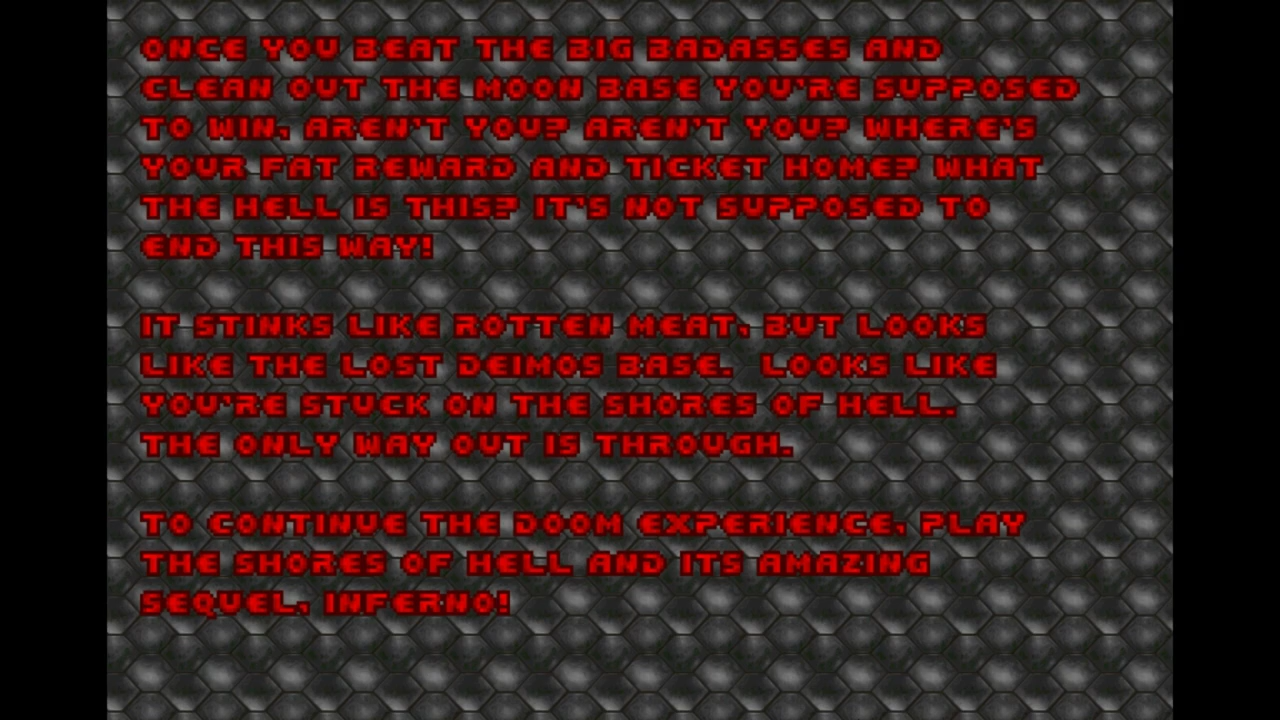 ONCE YOU BEAT THE BIG BADASSES AND
CLEAN OUT THE MOON BASE YOU'RE SUPPOSED
TO WIN, AREN'T YOU? AREN'T YOU? WHERE'S
YOUR FAT REWARD AND TICKET HOME? WHAT
THE HELL IS THIS? IT'S NOT SUPPOSED TO
END THIS WAY!
IT STINKS LIKE ROTTEN MEAT, BUT LOOKS
LIKE THE LOST DEIMOS BASE.  LOOKS LIKE
YOU'RE STUCK ON THE SHORES OF HELL.
THE ONLY WAY OUT IS THROUGH.
TO CONTINUE THE DOOM EXPERIENCE, PLAY
THE SHORES OF HELL AND ITS AMAZING
SEQUEL, INFERNO!